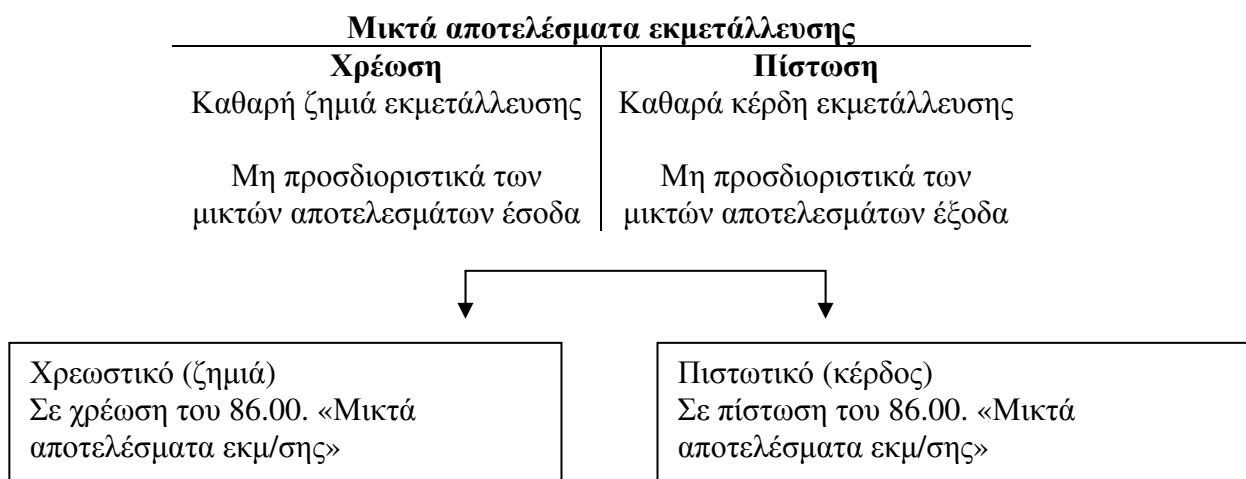 Μικτά αποτελέσματα εκμετάλλευσης
Χρέωση
Καθαρή ζημιά εκμετάλλευσης
Μη προσδιοριστικά των
μικτών αποτελεσμάτων έσοδα
Πίστωση
Καθαρά κέρδη εκμετάλλευσης
Μη προσδιοριστικά των
μικτών αποτελεσμάτων έξοδα
Χρεωστικό (ζημιά)
Σε χρέωση του 86.00. «Μικτά
αποτελέσματα εκμ/σης»
Πιστωτικό (κέρδος)
Σε πίστωση του 86.00. «Μικτά
αποτελέσματα εκμ/σης»